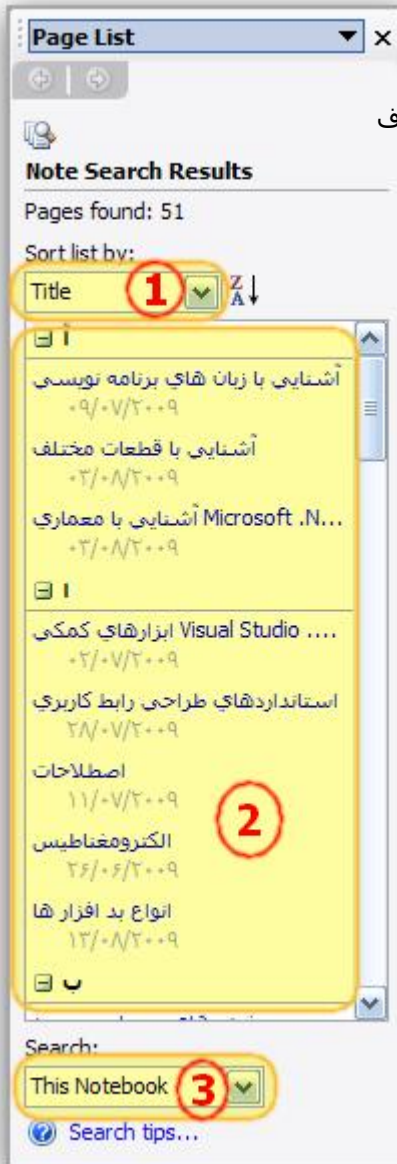 Page List
ف
Note Search Results
Pages found: 51
Sort list by:
Title 1
آ
آشنایی با زبان هاي برنامه نویسی
۰۹/۰۷/۲۰۰۹
آشنایی با قطعات مختلف
۰۳/۰۸/۲۰۰۹
آشنایی با معماري Microsoft .N...
۰۳/۰۸/۲۰۰۹
ا
ابزارهاي کمکی Visual Studio ....
۰۲/۰۷/۲۰۰۹
استانداردهاي طراحی رابط کاربري
۲۸/۰۷/۲۰۰۹
اصطلاحات
۱۱/۰۷/۲۰۰۹
الکترومغناطیس
۲۶/۰۶/۲۰۰۹
انواع بد افزار ها
2
۱۳/۰۸/۲۰۰۹
ب
Search:
This Notebook 3
Search tips...